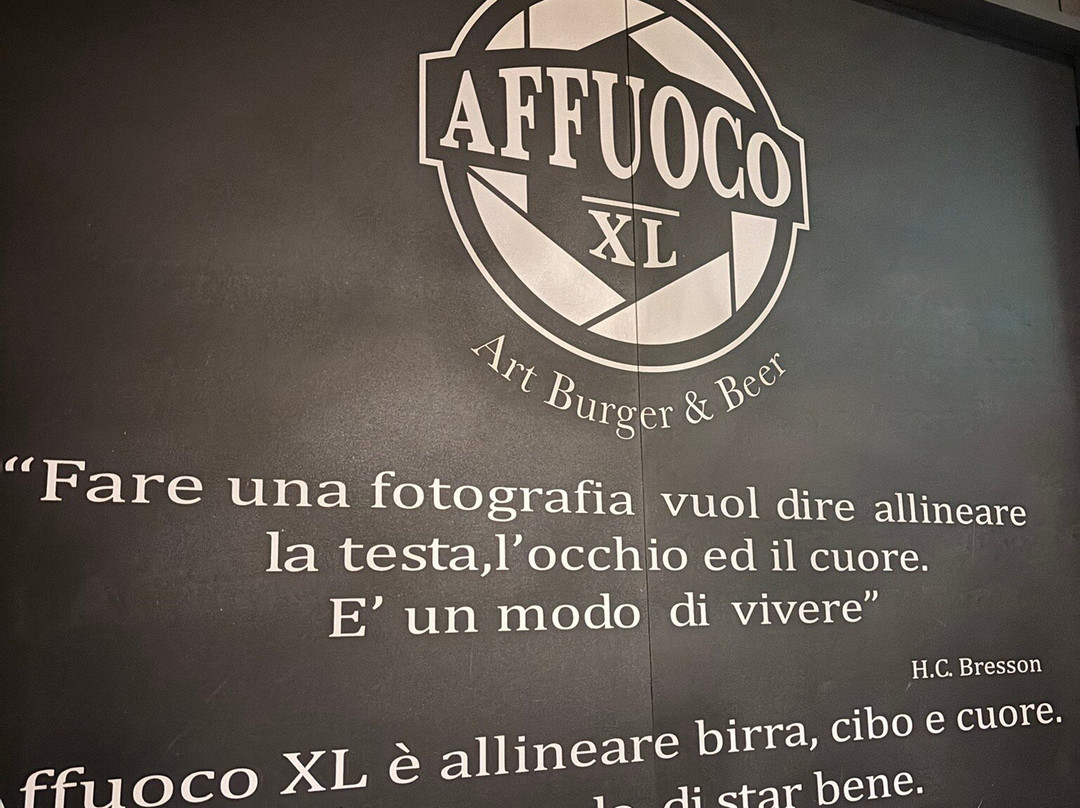 AFFUOCO
XL
Art Burger & Beer
“Fare una fotografia vuol dire allineare
la testa,l’occhio ed il cuore.
E’ un modo di vivere”
H.C. Bresson
Affuoco XL è allineare birra, cibo e cuore.
di star bene.